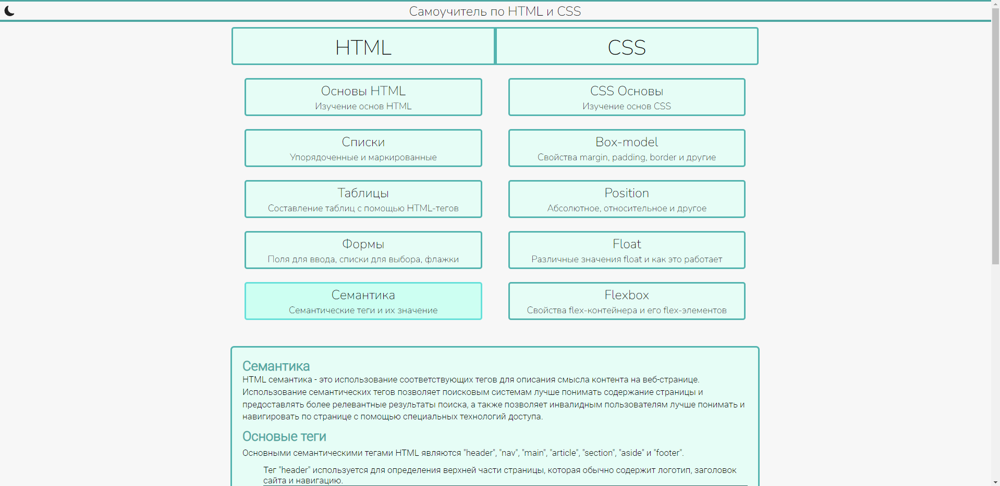 Самоучитель по HTML и CSS
HTML
CSS
Основы HTML
Изучение основ HTML
CSS Основы
Изучение основ CSS
Списки
Упорядоченные и маркированные
Box-model
Свойства margin, padding, border и другие
Таблицы
Составление таблиц с помощью HTML-тегов
Position
Абсолютное, относительное и другое
Формы
Поля для ввода, списки для выбора, флажки
Float
Различные значения float и как это работает
Семантика
Семантические теги и их значение
Flexbox
Свойства flex-контейнера и его flex-элементов
Семантика
HTML семантика - это использование соответствующих тегов для описания смысла контента на веб-странице.
Использование семантических тегов позволяет поисковым системам лучше понимать содержание страницы и
предоставлять более релевантные результаты поиска, а также позволяет инвалидным пользователям лучше понимать и
навигировать по странице с помощью специальных технологий доступа.
Основые теги
Основными семантическими тегами HTML являются "header", "nav", "main", "article", "section", "aside" и "footer".
Тег "header" используется для определения верхней части страницы, которая обычно содержит логотип, заголовок
сайта и навигацию.